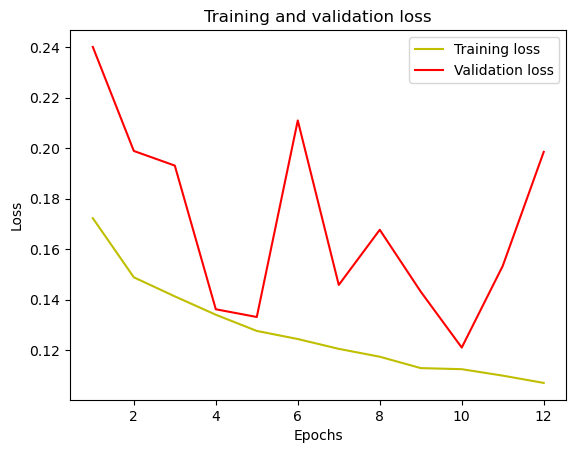 Training and validation loss
Training loss
Validation loss
0.24
0.22
0.20
0.18
0.16
0.14
0.12
Loss
2
4
6
8
10
12
Epochs